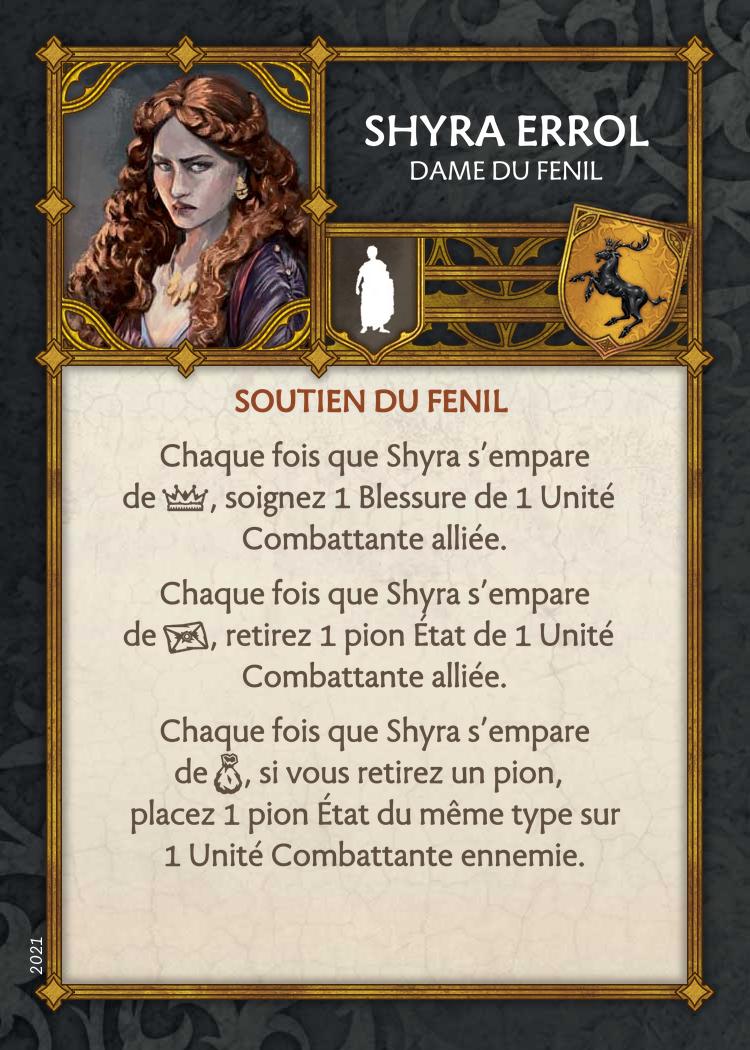 SHYRA ERROL
DAME DU FENIL
SOUTIEN DU FENIL
Chaque fois que Shyra s'empare
de , soignez 1 Blessure de 1 Unité
Combattante alliée.
Chaque fois que Shyra s'empare
de , retirez 1 pion État de 1 Unité
Combattante alliée.
Chaque fois que Shyra s'empare
de , si vous retirez un pion,
placez 1 pion État du même type sur
1 Unité Combattante ennemie.
2021